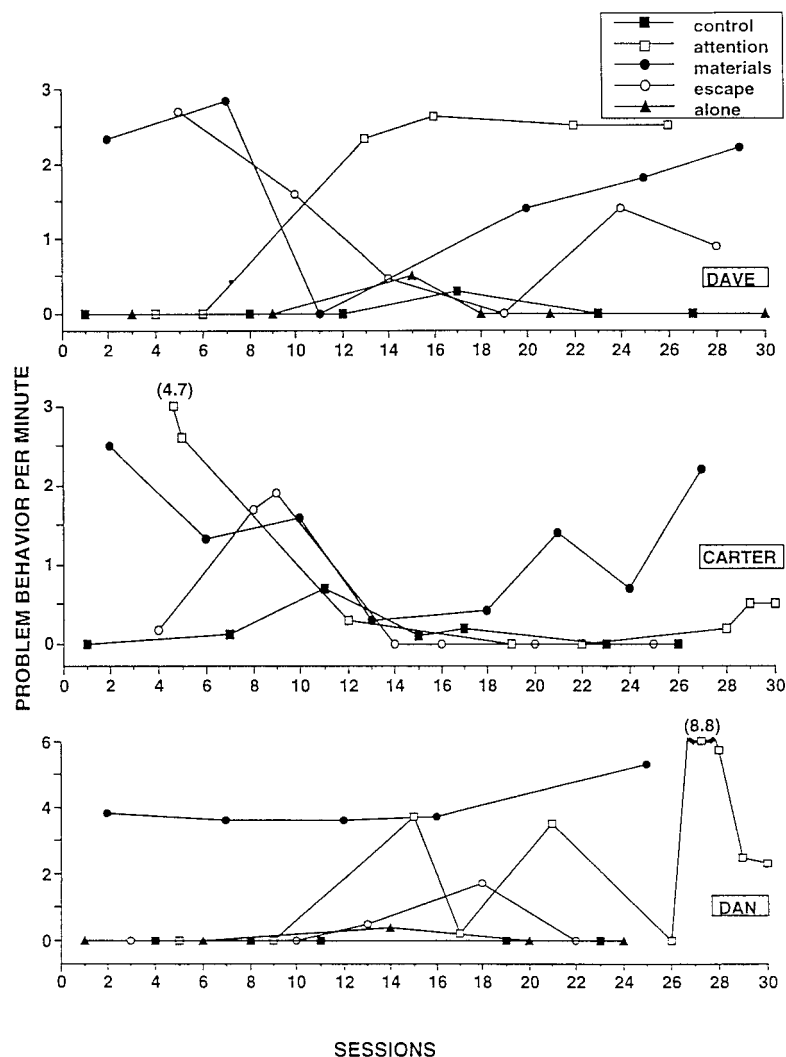 control
attention
materials
escape
alone
3
2
1
0
DAVE
0 2 4 6 8 10 12 14 16 18 20 22 24 26 28 30
PROBLEM BEHAVIOR PER MINUTE
(4.7)
3
2
1
0
CARTER
0 2 4 6 8 10 12 14 16 18 20 22 24 26 28 30
(8.8)
6
4
2
0
DAN
0 2 4 6 8 10 12 14 16 18 20 22 24 26 28 30
SESSIONS